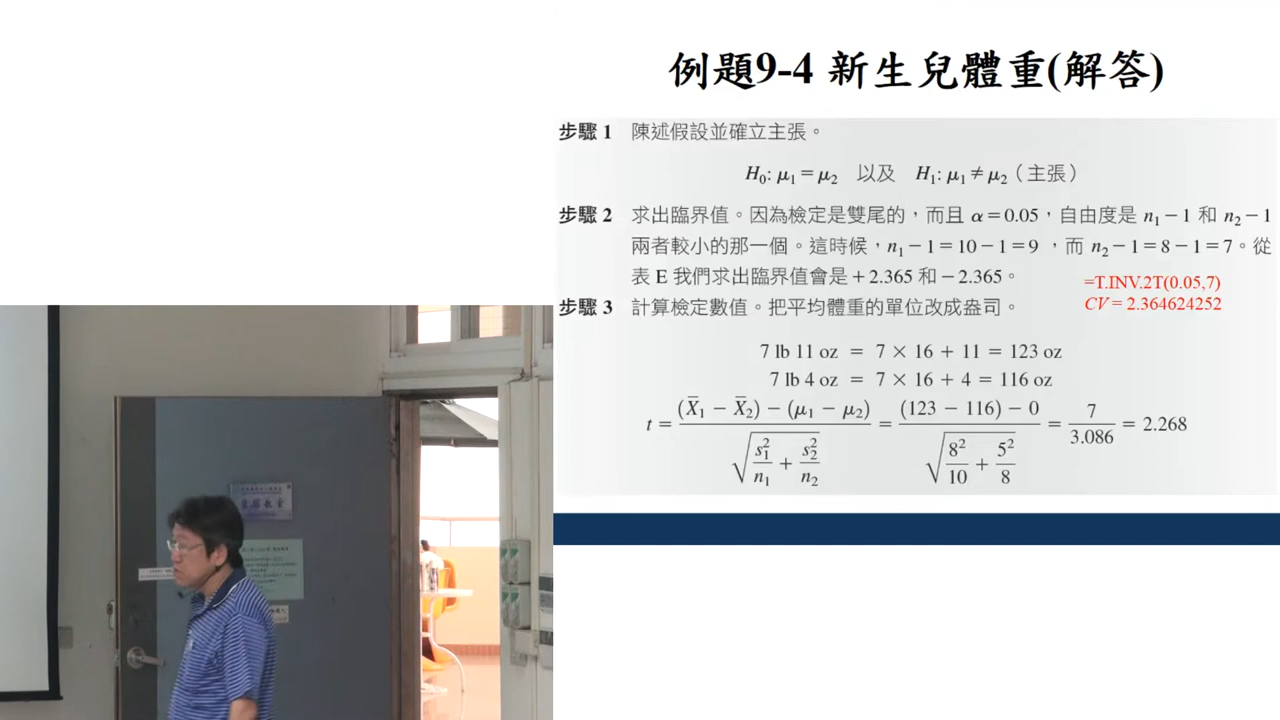 例題9-4 新生兒體重(解答)
步驟 1 陳述假設並確立主張。
H₀: μ₁ = μ₂ 以及 H₁: μ₁ ≠ μ₂（主張）
步驟 2 求出臨界值。因為檢定是雙尾的，而且 α = 0.05，自由度是 n₁ − 1 和 n₂ − 1
兩者較小的那一個。這時候，n₁ − 1 = 10 − 1 = 9 ，而 n₂ − 1 = 8 − 1 = 7。從
表 E 我們求出臨界值會是 + 2.365 和 − 2.365。
=T.INV.2T(0.05,7)
CV = 2.364624252
步驟 3 計算檢定數值。把平均體重的單位改成盎司。
7 lb 11 oz = 7 × 16 + 11 = 123 oz
7 lb 4 oz = 7 × 16 + 4 = 116 oz
t = ((X̄₁ − X̄₂) − (μ₁ − μ₂)) / √(s₁²/n₁ + s₂²/n₂) = ((123 − 116) − 0) / √(8²/10 + 5²/8) = 7/3.086 = 2.268